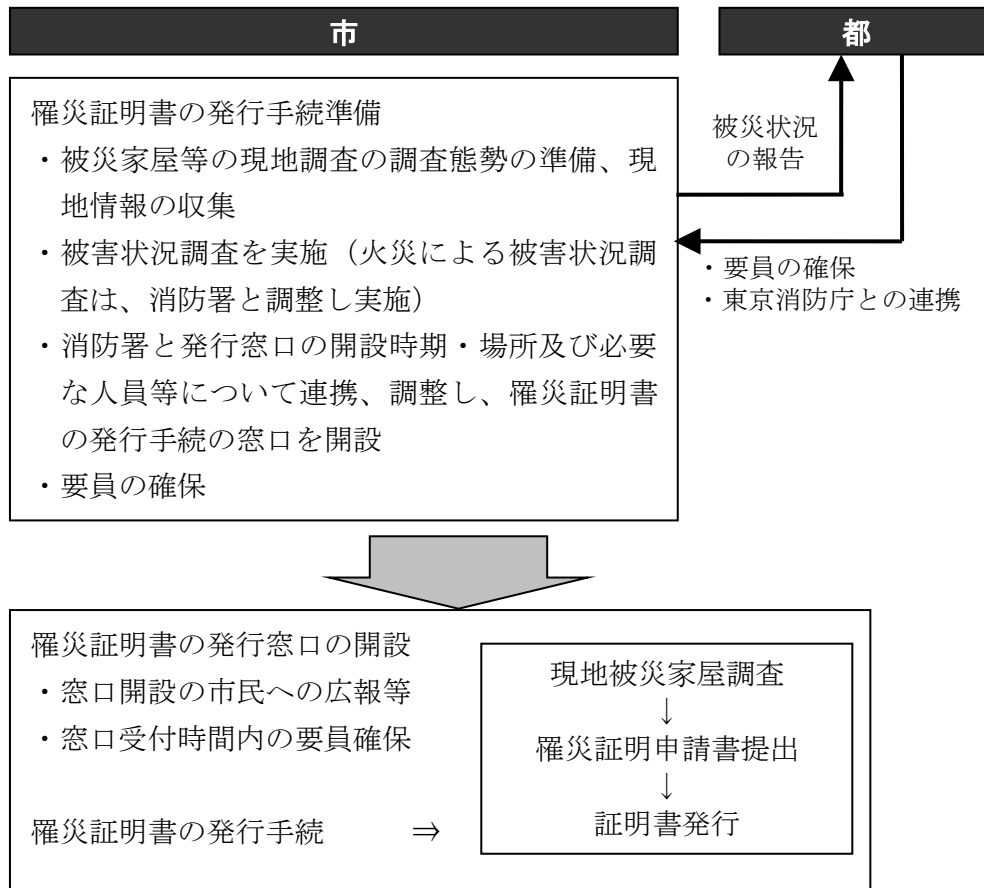 市
都
罹災証明書の発行手続準備
・被災家屋等の現地調査の調査態勢の準備、現
地情報の収集
・被害状況調査を実施（火災による被害状況調
査は、消防署と調整し実施）
・消防署と発行窓口の開設時期・場所及び必要
な人員等について連携、調整し、罹災証明書
の発行手続の窓口を開設
・要員の確保
被災状況
の報告
・要員の確保
・東京消防庁との連携
罹災証明書の発行窓口の開設
・窓口開設の市民への広報等
・窓口受付時間内の要員確保
罹災証明書の発行手続　⇒
現地被災家屋調査
↓
罹災証明申請書提出
↓
証明書発行